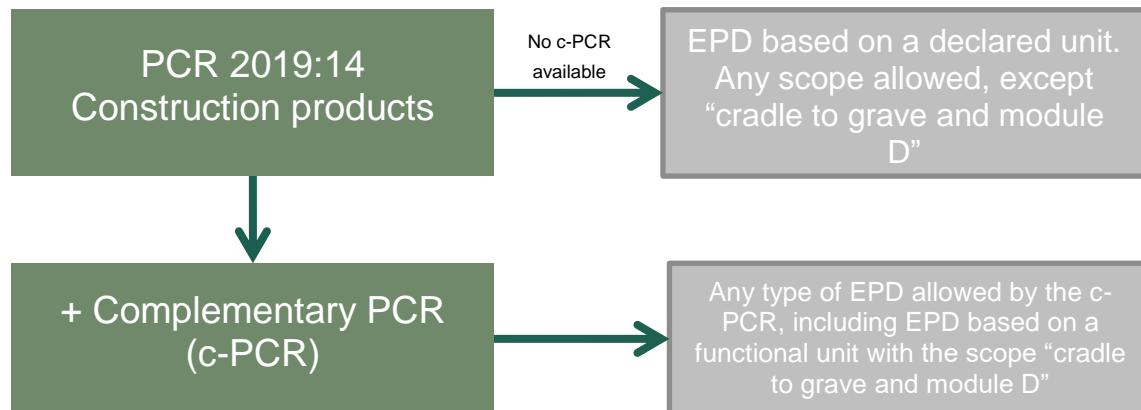 PCR 2019:14
Construction products
No c-PCR
available
EPD based on a declared unit.
Any scope allowed, except
“cradle to grave and module
D”
+ Complementary PCR
(c-PCR)
Any type of EPD allowed by the c-
PCR, including EPD based on a
functional unit with the scope “cradle
to grave and module D”